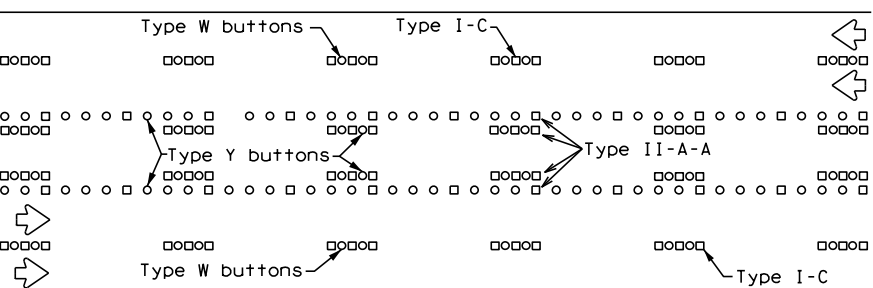 Type W buttons
Type I-C
Type Y buttons
Type II-A-A
Type W buttons
Type I-C